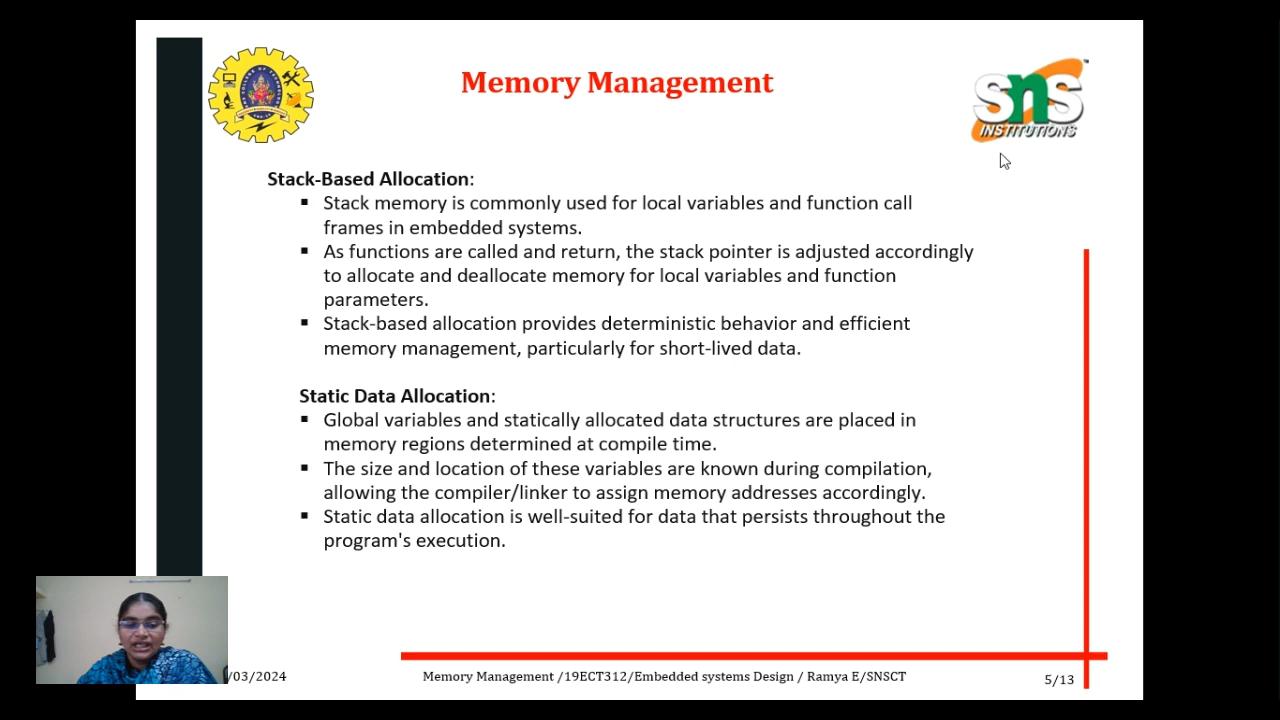 Memory Management
SNS
INSTITUTIONS
Stack-Based Allocation:
▪ Stack memory is commonly used for local variables and function call
frames in embedded systems.
▪ As functions are called and return, the stack pointer is adjusted accordingly
to allocate and deallocate memory for local variables and function
parameters.
▪ Stack-based allocation provides deterministic behavior and efficient
memory management, particularly for short-lived data.
Static Data Allocation:
▪ Global variables and statically allocated data structures are placed in
memory regions determined at compile time.
▪ The size and location of these variables are known during compilation,
allowing the compiler/linker to assign memory addresses accordingly.
▪ Static data allocation is well-suited for data that persists throughout the
program's execution.
/03/2024
Memory Management /19ECT312/Embedded systems Design / Ramya E/SNSCT
5/13